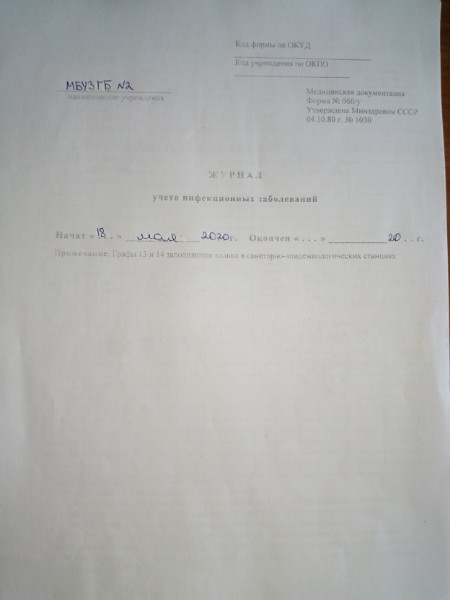 Код формы по ОКУД
Код учреждения по ОКПО
МБУЗ ГБ №2
наименование учреждения
Медицинская документация
Форма № 060/у
Утверждена Минздравом СССР
04.10.80 г. № 1030
ЖУРНАЛ
учета инфекционных заболеваний
Начат «18.» мая 2020г. Окончен «...» 20.. г.
Примечание: Графы 13 и 14 заполняются только в санитарно-эпидемиологических станциях